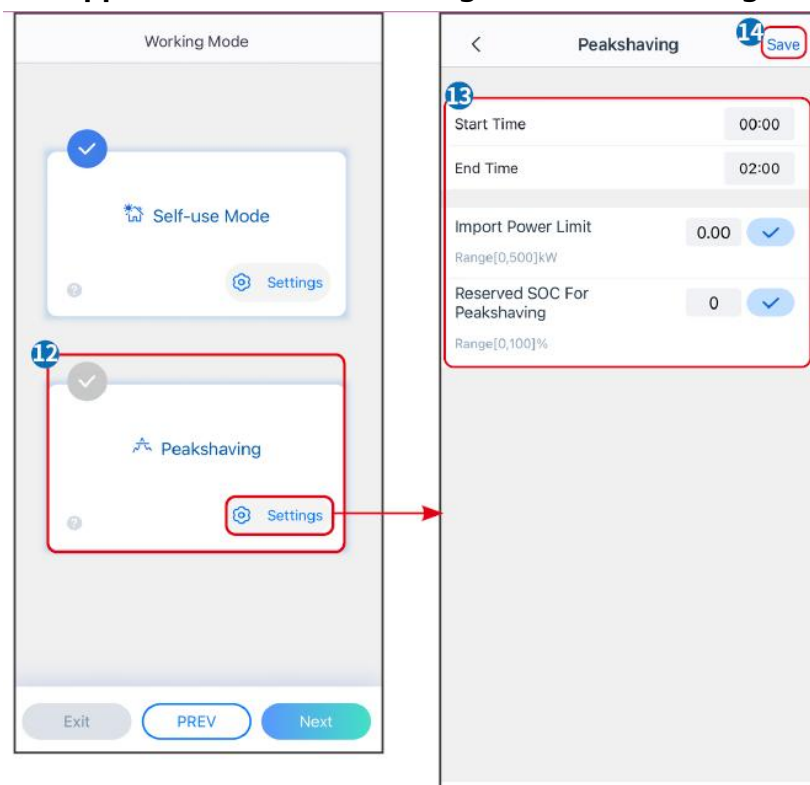 Working Mode
Self-use Mode
Settings
12
Peakshaving
Settings
Exit
PREV
Next
Peakshaving
14
Save
13
Start Time
00:00
End Time
02:00
Import Power Limit
0.00
Range[0,500]kW
Reserved SOC For
Peakshaving
0
Range[0,100]%